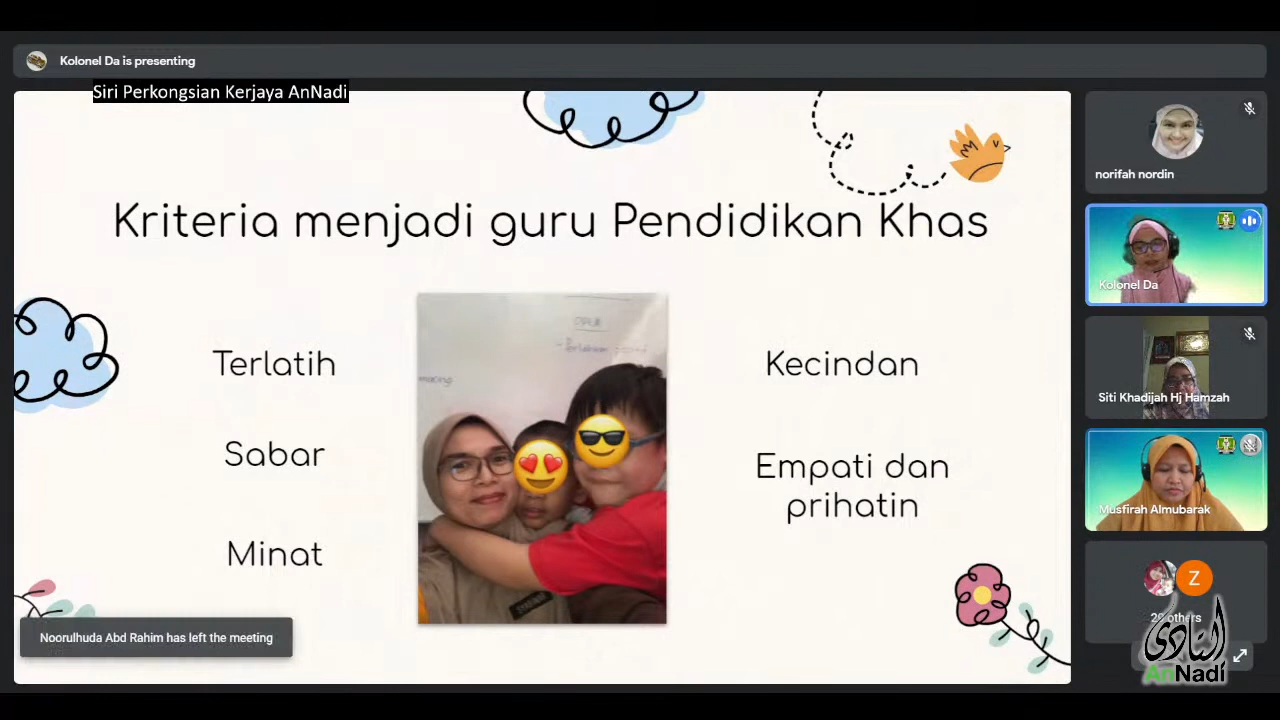 Kolonel Da is presenting
Siri Perkongsian Kerjaya AnNadi
Kriteria menjadi guru Pendidikan Khas
Terlatih
Sabar
Minat
Kecindan
Empati dan
prihatin
Noorulhuda Abd Rahim has left the meeting
norifah nordin
Kolonel Da
Siti Khadijah Hj Hamzah
Musfirah Almubarak
Z
others
النادي
AnNadi